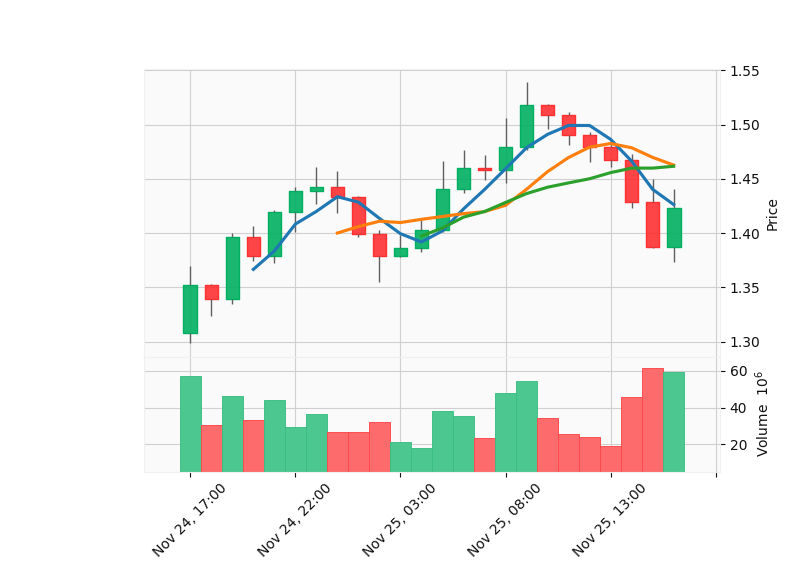 1.55
1.50
1.45
1.40
1.35
1.30
Price
60
40
20
Volume 10^6
Nov 24, 17:00
Nov 24, 22:00
Nov 25, 03:00
Nov 25, 08:00
Nov 25, 13:00